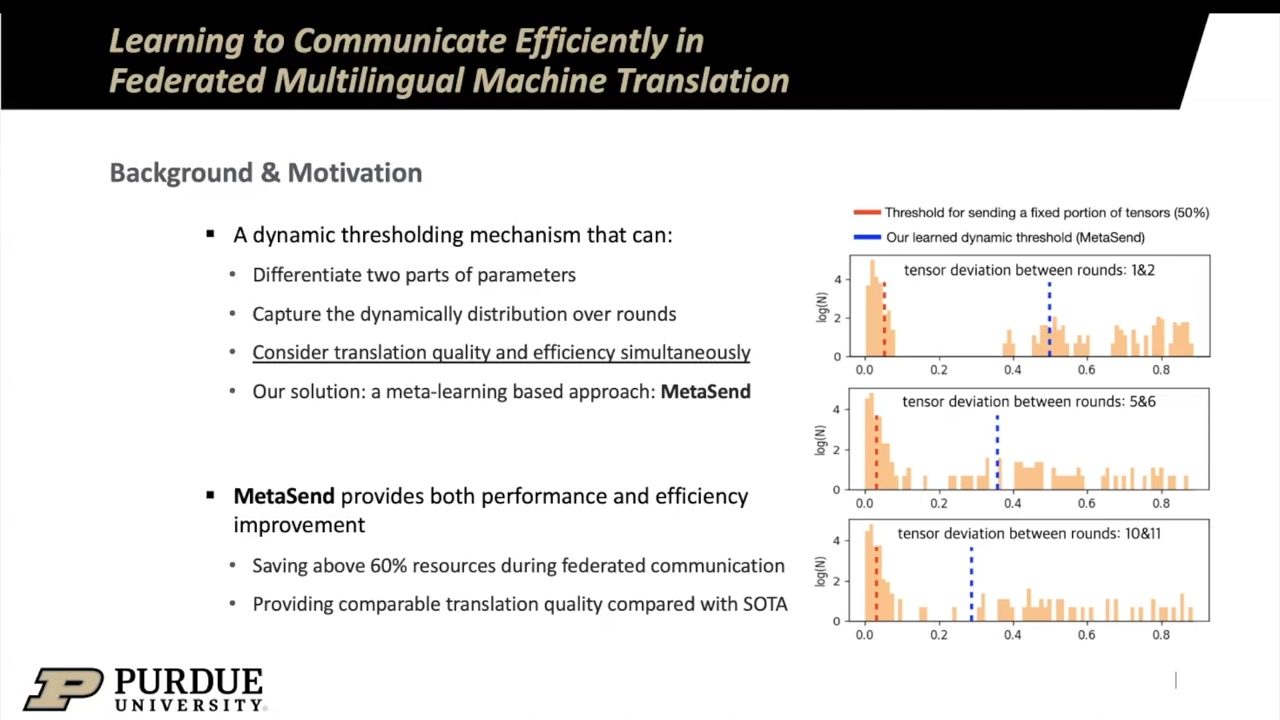 Learning to Communicate Efficiently in
Federated Multilingual Machine Translation
Background & Motivation
▪ A dynamic thresholding mechanism that can:
• Differentiate two parts of parameters
• Capture the dynamically distribution over rounds
• Consider translation quality and efficiency simultaneously
• Our solution: a meta-learning based approach: MetaSend
▪ MetaSend provides both performance and efficiency
improvement
• Saving above 60% resources during federated communication
• Providing comparable translation quality compared with SOTA
Threshold for sending a fixed portion of tensors (50%)
Our learned dynamic threshold (MetaSend)
tensor deviation between rounds: 1&2
log(N)
4
2
0
0.0 0.2 0.4 0.6 0.8
tensor deviation between rounds: 5&6
log(N)
4
2
0
0.0 0.2 0.4 0.6 0.8
tensor deviation between rounds: 10&11
log(N)
4
2
0
0.0 0.2 0.4 0.6 0.8
P
PURDUE
UNIVERSITY®